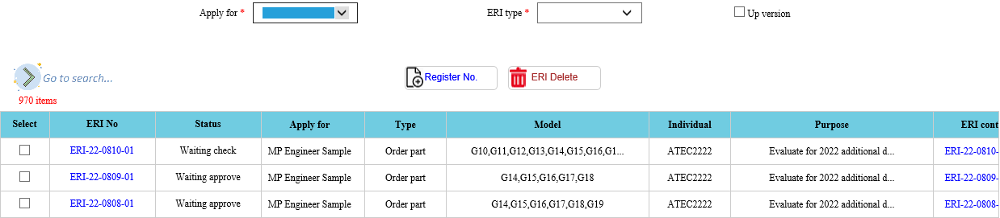 Apply for * ERI type * Up version
Go to search... Register No. ERI Delete
970 items
Select ERI No Status Apply for Type Model Individual Purpose ERI cont
ERI-22-0810-01 Waiting check MP Engineer Sample Order part G10,G11,G12,G13,G14,G15,G16,G1... ATEC2222 Evaluate for 2022 additional d... ERI-22-0810-
ERI-22-0809-01 Waiting approve MP Engineer Sample Order part G14,G15,G16,G17,G18 ATEC2222 Evaluate for 2022 additional d... ERI-22-0809-
ERI-22-0808-01 Waiting approve MP Engineer Sample Order part G14,G15,G16,G17,G18,G19 ATEC2222 Evaluate for 2022 additional d... ERI-22-0808-